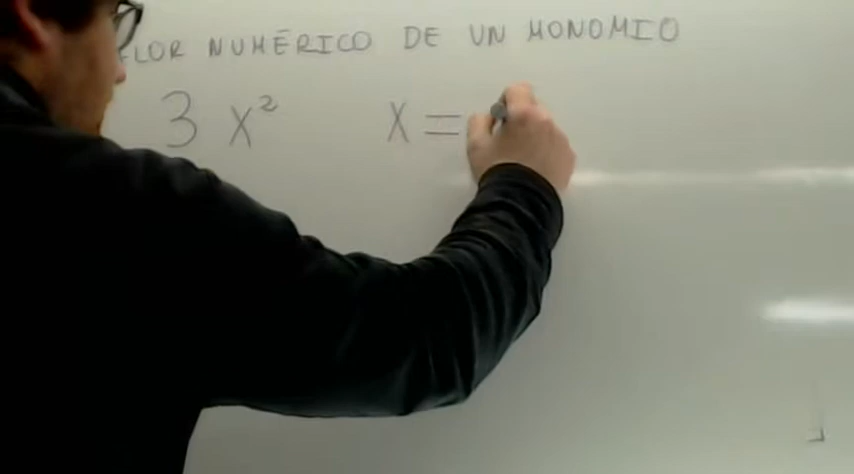 LOR NUMÉRICO DE UN MONOMIO
3 x² x =